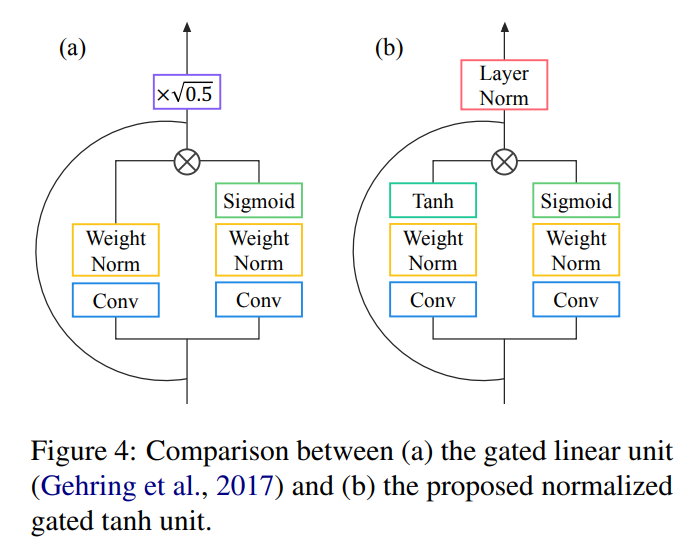 (a)
×√0.5
Sigmoid
Weight
Norm
Weight
Norm
Conv
Conv
(b)
Layer
Norm
Tanh
Sigmoid
Weight
Norm
Weight
Norm
Conv
Conv
Figure 4: Comparison between (a) the gated linear unit
(Gehring et al., 2017) and (b) the proposed normalized
gated tanh unit.